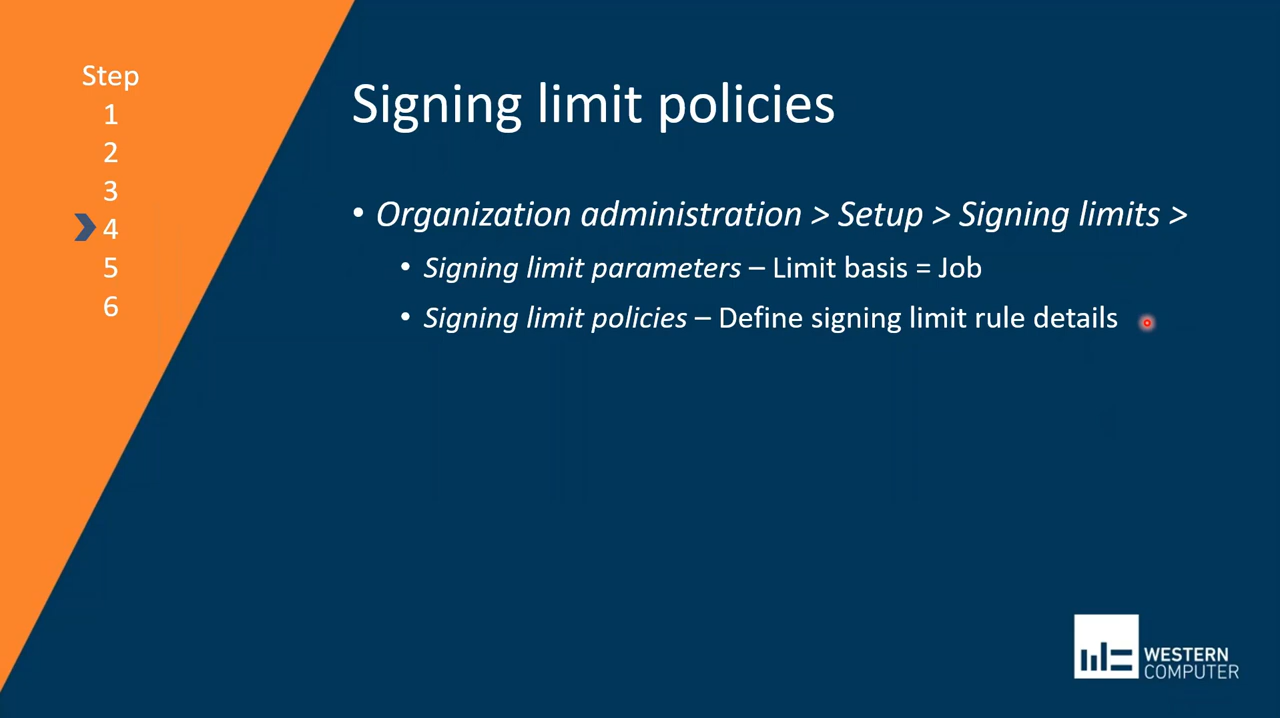 Step
1
2
3
4
5
6
Signing limit policies
• Organization administration > Setup > Signing limits >
• Signing limit parameters – Limit basis = Job
• Signing limit policies – Define signing limit rule details
WESTERN
COMPUTER